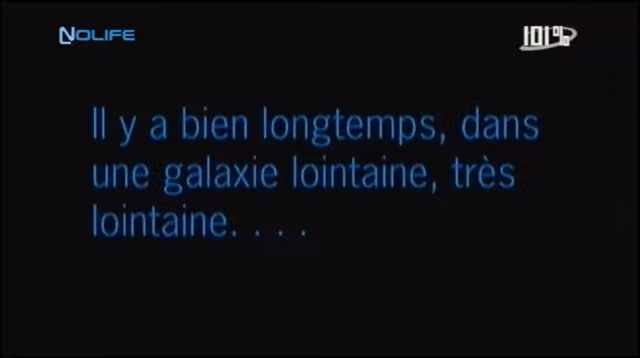 NOLIFE
101%
Il y a bien longtemps, dans
une galaxie lointaine, très
lointaine. . . .